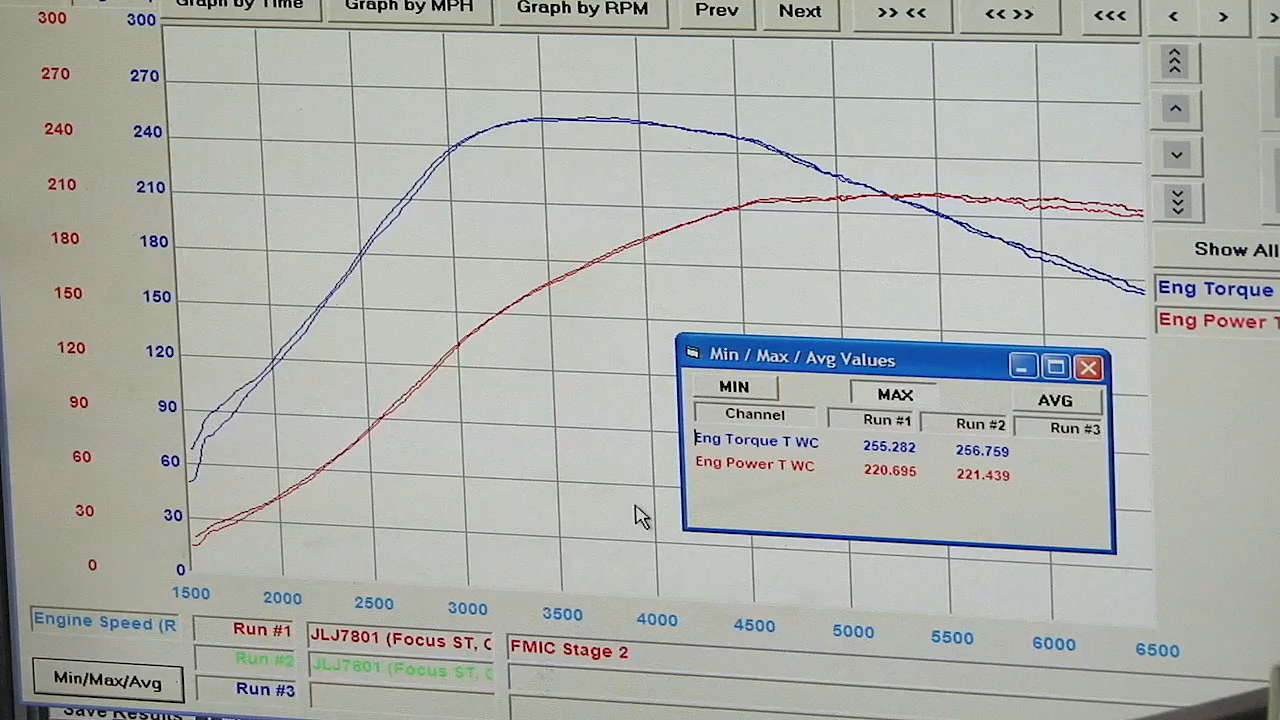 Graph by Time Graph by MPH Graph by RPM Prev Next >> << << >> <<< < >
300 300
270 270
240 240
210 210
180 180
150 150
120 120
90 90
60 60
30 30
0 0
1500 2000 2500 3000 3500 4000 4500 5000 5500 6000 6500
Show All
Eng Torque
Eng Power T
Min / Max / Avg Values
MIN MAX AVG
Channel Run #1 Run #2 Run #3
Eng Torque T WC 255.282 256.759
Eng Power T WC 220.695 221.439
Engine Speed (R
Run #1 JLJ7801 (Focus ST, C FMIC Stage 2
Run #2 JLJ7801 (Focus ST, C
Run #3
Min/Max/Avg
Save Results